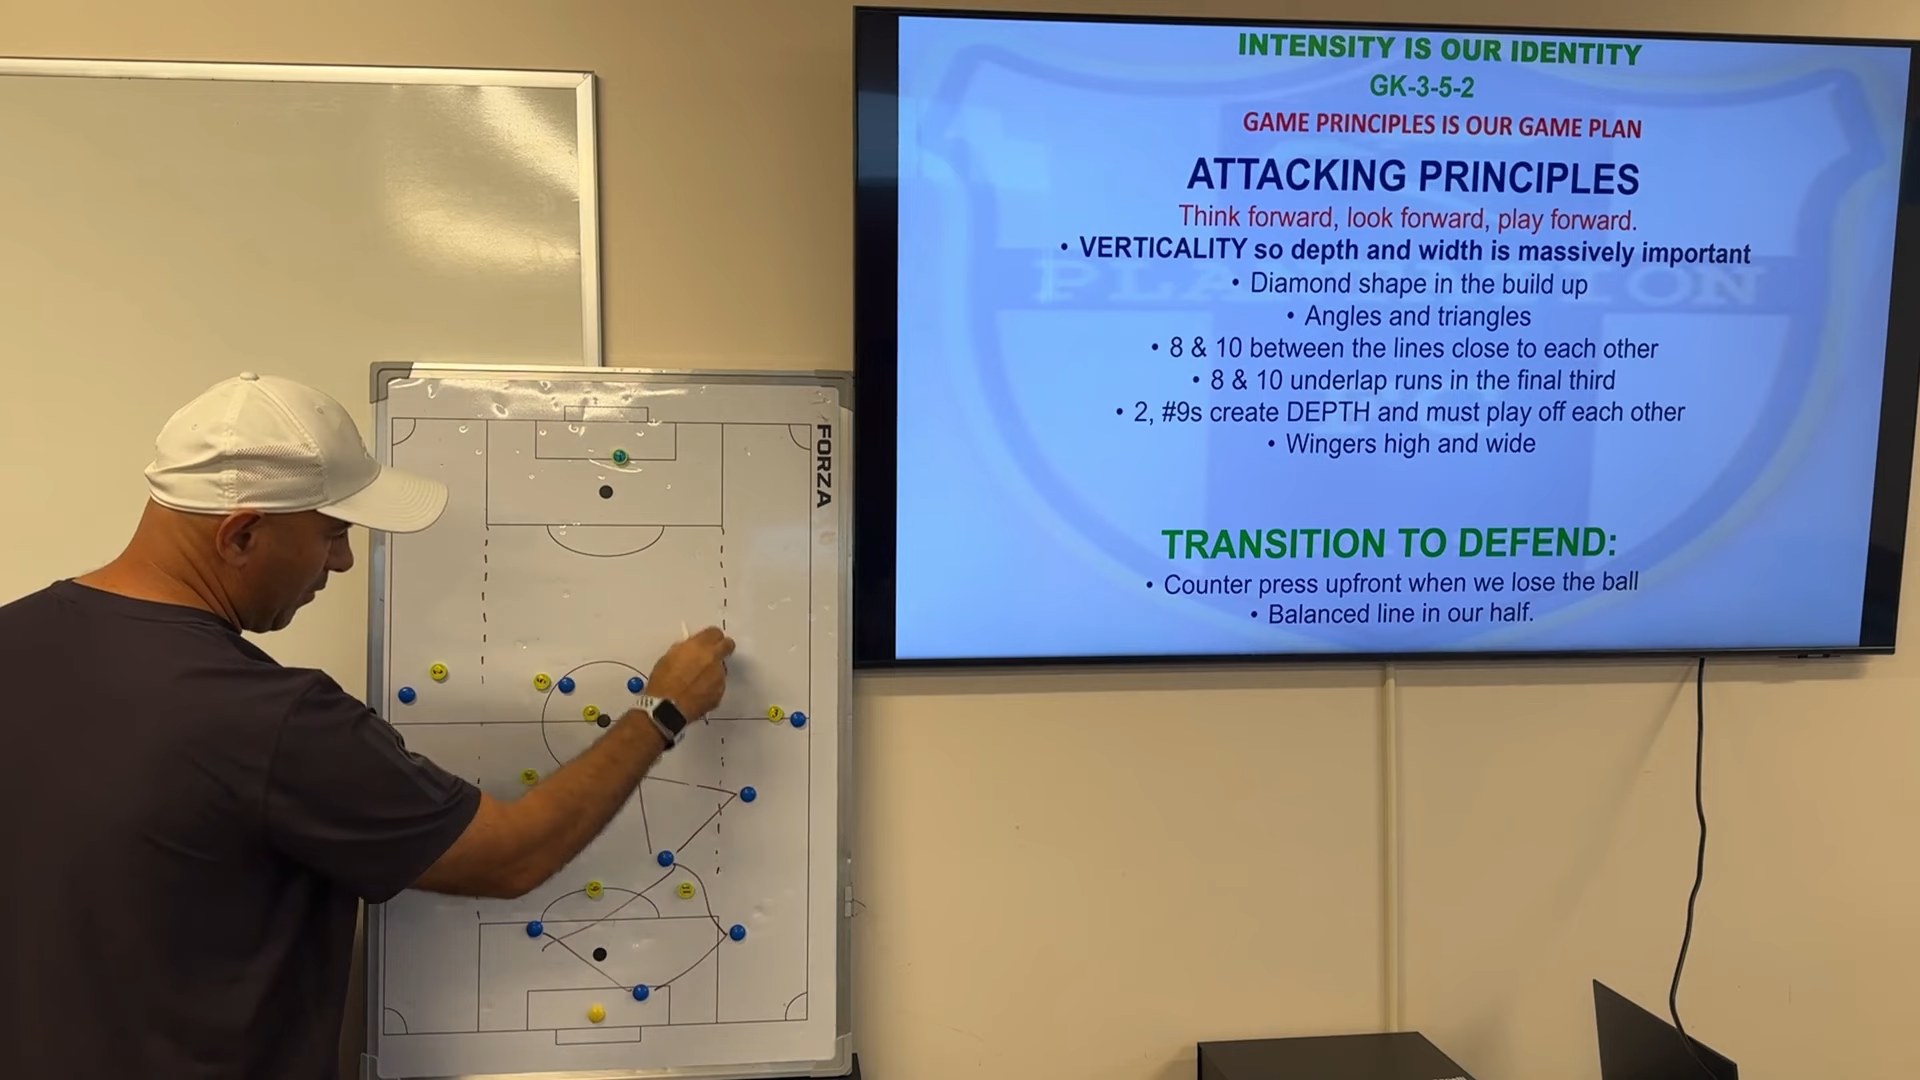 INTENSITY IS OUR IDENTITY
GK-3-5-2
GAME PRINCIPLES IS OUR GAME PLAN
ATTACKING PRINCIPLES
Think forward, look forward, play forward.
• VERTICALITY so depth and width is massively important
• Diamond shape in the build up
• Angles and triangles
• 8 & 10 between the lines close to each other
• 8 & 10 underlap runs in the final third
• 2, #9s create DEPTH and must play off each other
• Wingers high and wide
TRANSITION TO DEFEND:
• Counter press upfront when we lose the ball
• Balanced line in our half.
FORZA